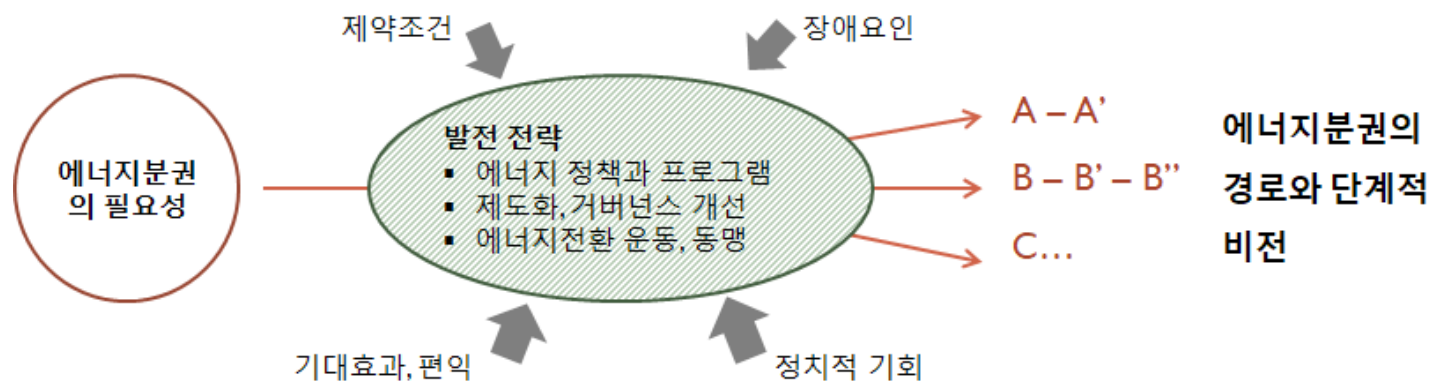 제약조건
장애요인
에너지분권
의 필요성
발전 전략
▪ 에너지 정책과 프로그램
▪ 제도화, 거버넌스 개선
▪ 에너지전환 운동, 동맹
A – A’
B – B’ – B’’
C…
에너지분권의
경로와 단계적
비전
기대효과, 편익
정치적 기회